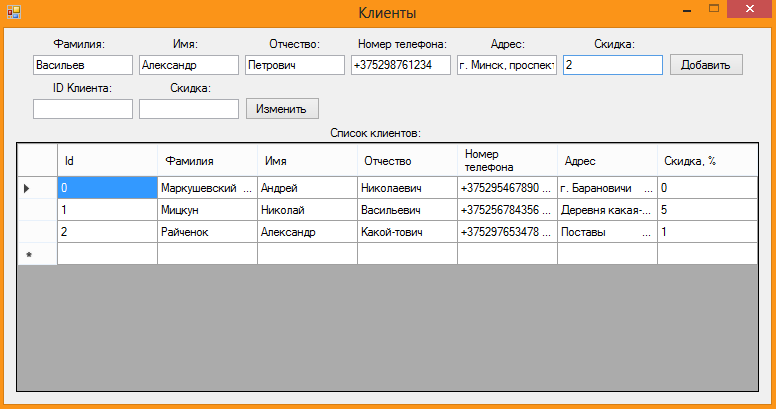 Клиенты
Фамилия: Имя: Отчество: Номер телефона: Адрес: Скидка:
Васильев Александр Петрович +375298761234 г. Минск, проспект 2 Добавить
ID Клиента: Скидка:
Изменить
Список клиентов:
Id Фамилия Имя Отчество Номер телефона Адрес Скидка, %
0 Маркушевский ... Андрей Николаевич +375295467890 ... г. Барановичи ... 0
1 Мицкун Николай Васильевич +375256784356 ... Деревня какая-... 5
2 Райченок Александр Какой-тович +375297653478 ... Поставы ... 1
*